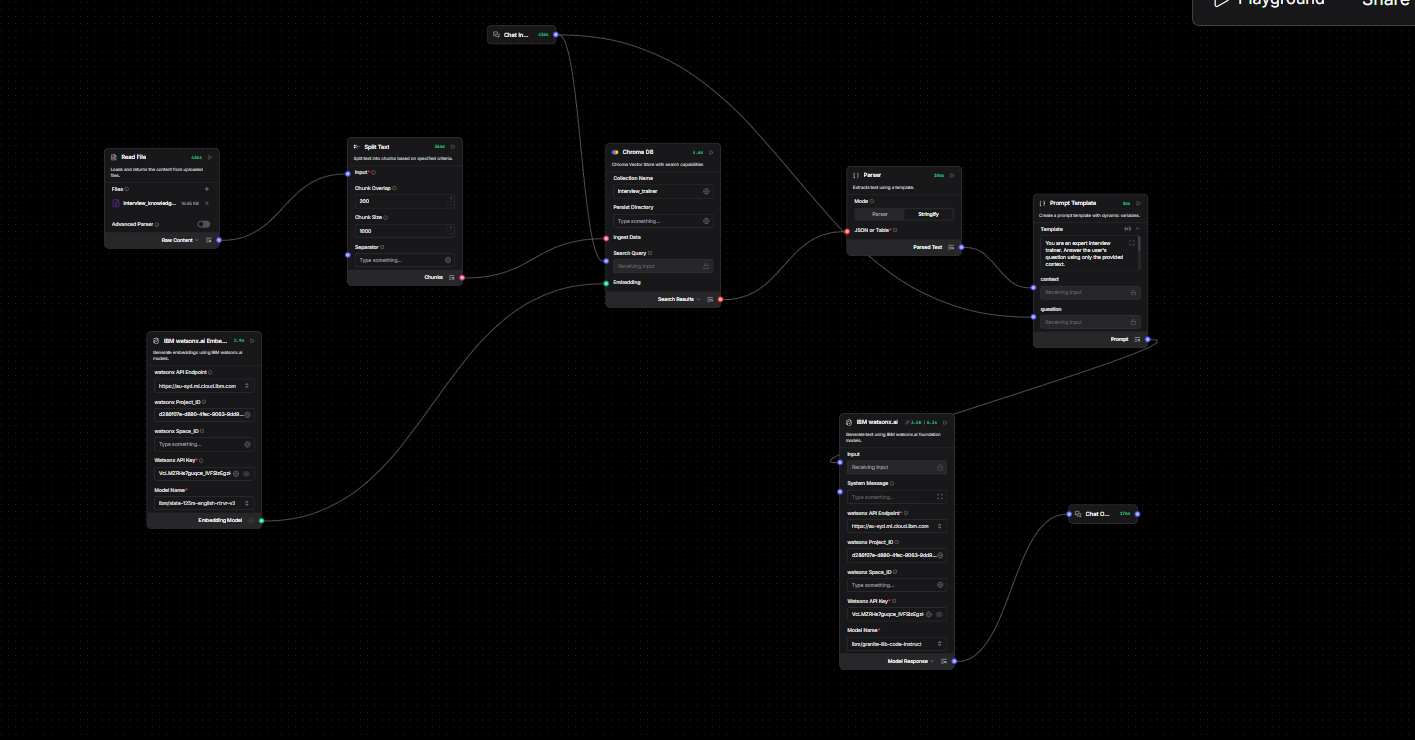 Playground
Share
Chat In...
Read File
Loads and returns the content from uploaded
files.
Files
Interview_knowledg...
Advanced Parser
Raw Content
Split Text
Split text into chunks based on specified criteria.
Input*
Chunk Overlap
200
Chunk Size
1000
Separator
Type something...
Chunks
Chroma DB
Chroma Vector Store with search capabilities
Collection Name
Interview_trainer
Persist Directory
Type something...
Ingest Data
Search Query
Receiving input
Embedding
Search Results
Parser
Extracts text using a template.
Mode
Parser
Stringify
JSON or Table*
Parsed Text
Prompt Template
Create a prompt template with dynamic variables.
Template
You are an expert interview
trainer. Answer the user's
question using only the provided
context.
context
Receiving input
question
Receiving input
Prompt
IBM watsonx.ai Embe...
Generate embeddings using IBM watsonx.ai
models.
watsonx API Endpoint
https://au-syd.ml.cloud.ibm.com
watsonx Project_ID
watsonx Space_ID
Type something...
Watsonx API Key*
Model Name*
ibm/slate-125m-english-rtrvr-v2
Embedding Model
IBM watsonx.ai
Generate text using IBM watsonx.ai foundation
models.
Input
Receiving input
System Message
Type something...
watsonx API Endpoint*
https://au-syd.ml.cloud.ibm.com
watsonx Project_ID
watsonx Space_ID
Type something...
Watsonx API Key*
Model Name*
ibm/granite-8b-code-instruct
Model Response
Chat O...